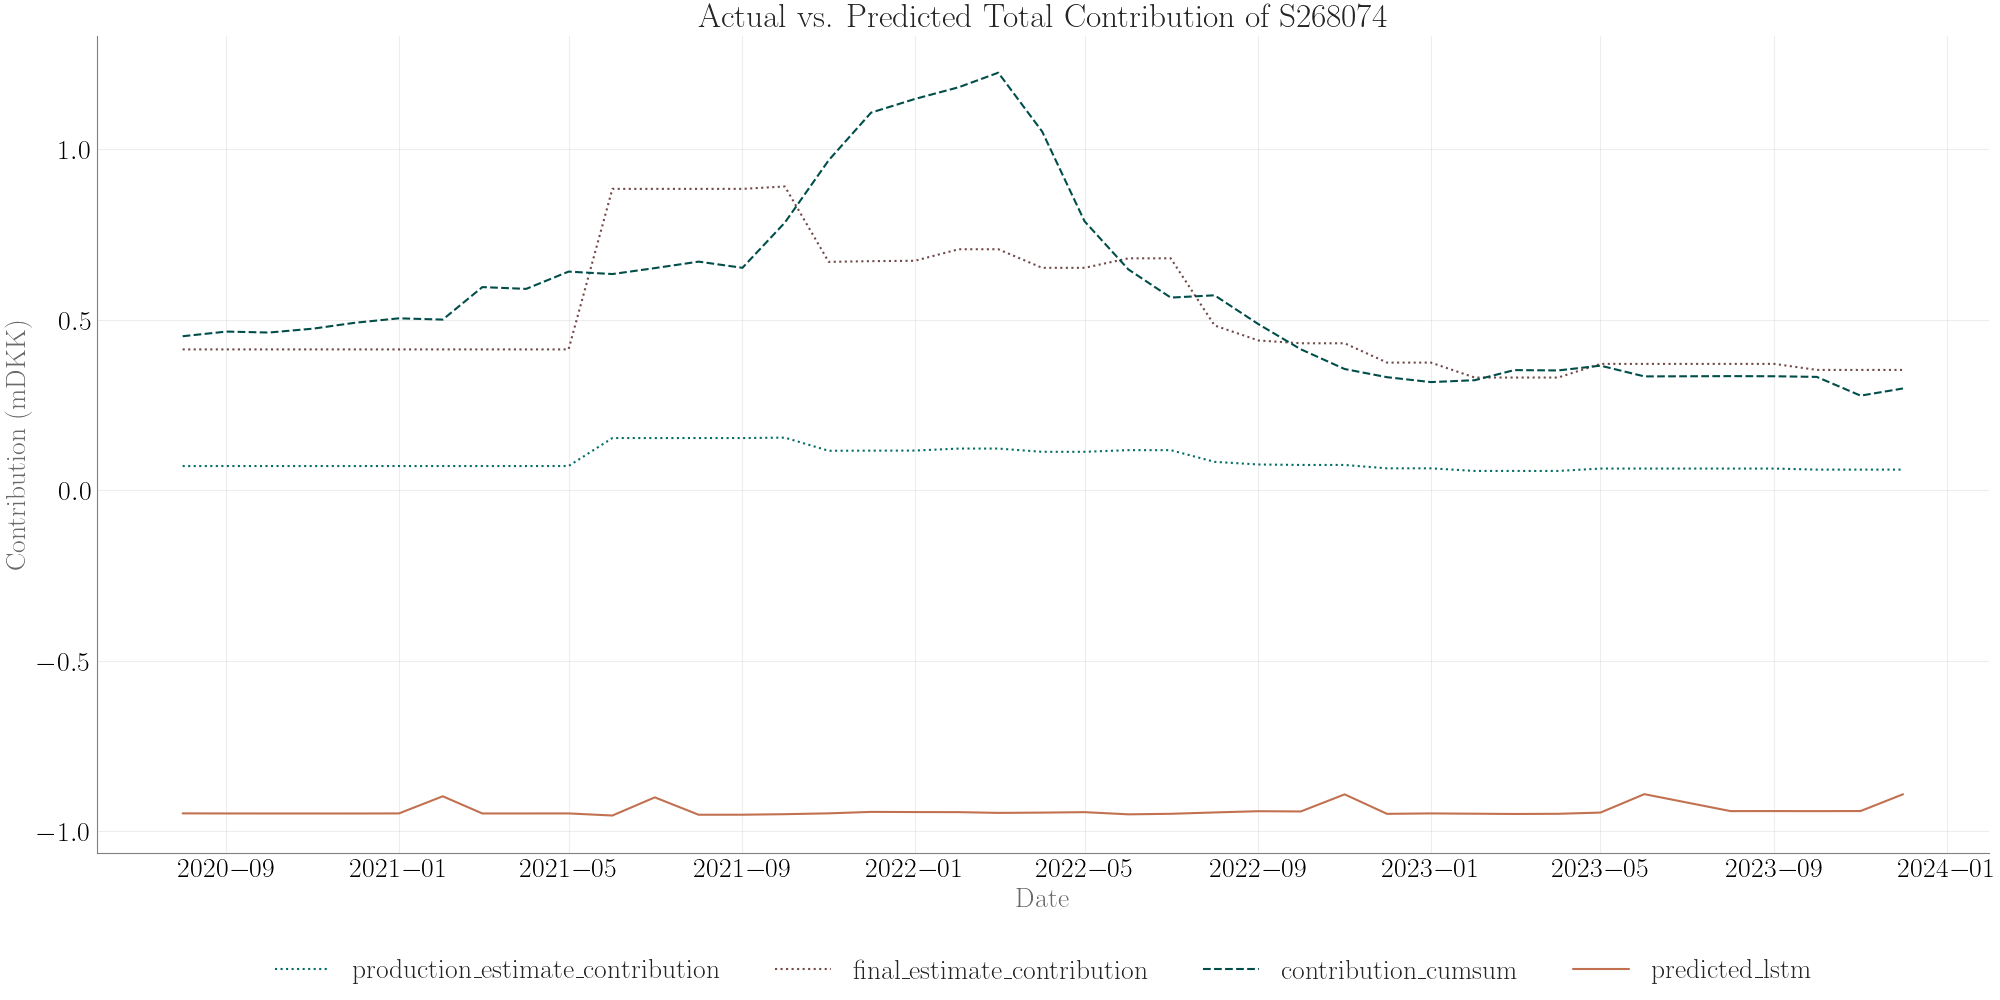 Actual vs. Predicted Total Contribution of S268074
Contribution (mDKK)
1.0
0.5
0.0
−0.5
−1.0
2020−09 2021−01 2021−05 2021−09 2022−01 2022−05 2022−09 2023−01 2023−05 2023−09 2024−01
Date
production_estimate_contribution final_estimate_contribution contribution_cumsum predicted_lstm